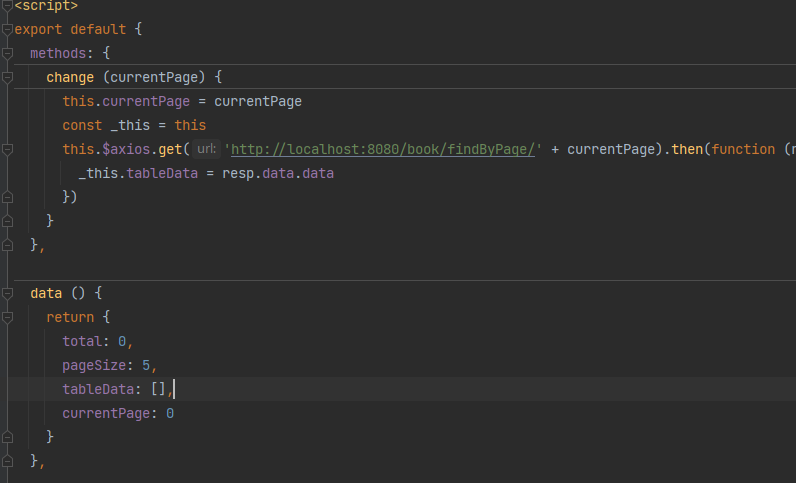 <script>
export default {
  methods: {
    change (currentPage) {
      this.currentPage = currentPage
      const _this = this
      this.$axios.get( url: 'http://localhost:8080/book/findByPage/' + currentPage).then(function (
        _this.tableData = resp.data.data
      })
    }
  },
  data () {
    return {
      total: 0,
      pageSize: 5,
      tableData: [],
      currentPage: 0
    }
  },